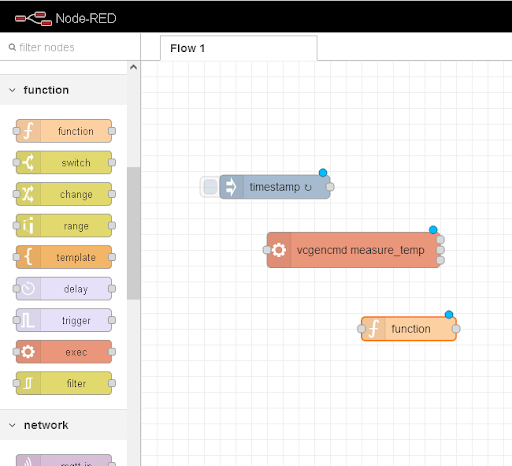 Node-RED
filter nodes
Flow 1
function
function
switch
change
range
template
delay
trigger
exec
filter
network
timestamp ↻
vcgencmd measure_temp
function